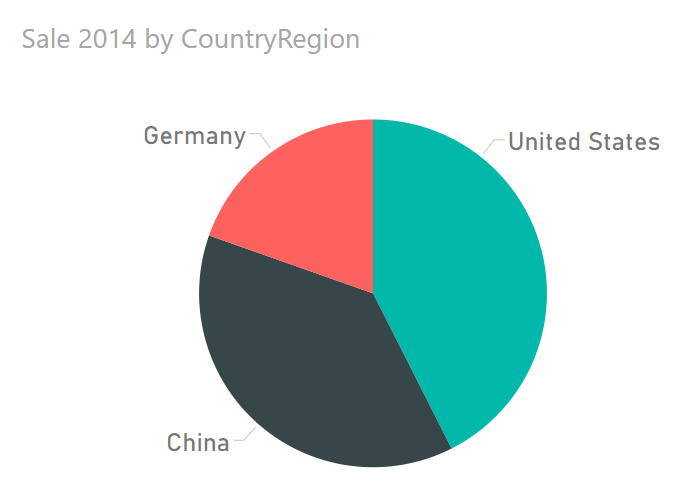 Sale 2014 by CountryRegion
Germany
United States
China